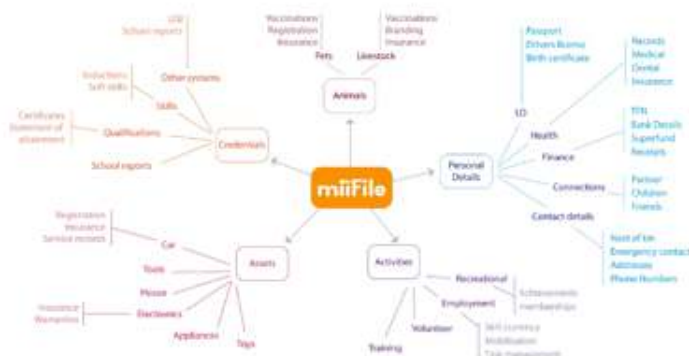 Vaccinations
Registration
Insurance
Pets
Vaccinations
Branding
Insurance
Livestock
Animals
School reports
Other systems
Inductions
Soft skills
Skills
Certificates
Statement of
attainment
Qualifications
School reports
Credentials
miiFile
Passport
Drivers license
Birth certificate
I.D
Records
Medical
Dental
Insurance
Health
TFN
Bank Details
Superfund
Receipts
Finance
Partner
Children
Friends
Connections
Contact details
Next of kin
Emergency contact
Addresses
Phone Numbers
Personal
Details
Registration
Insurance
Service records
Car
Tools
House
Insurance
Warranties
Electronics
Appliances
Toys
Assets
Activities
Recreational
Achievements
memberships
Employment
Mobilisation
Volunteer
Training